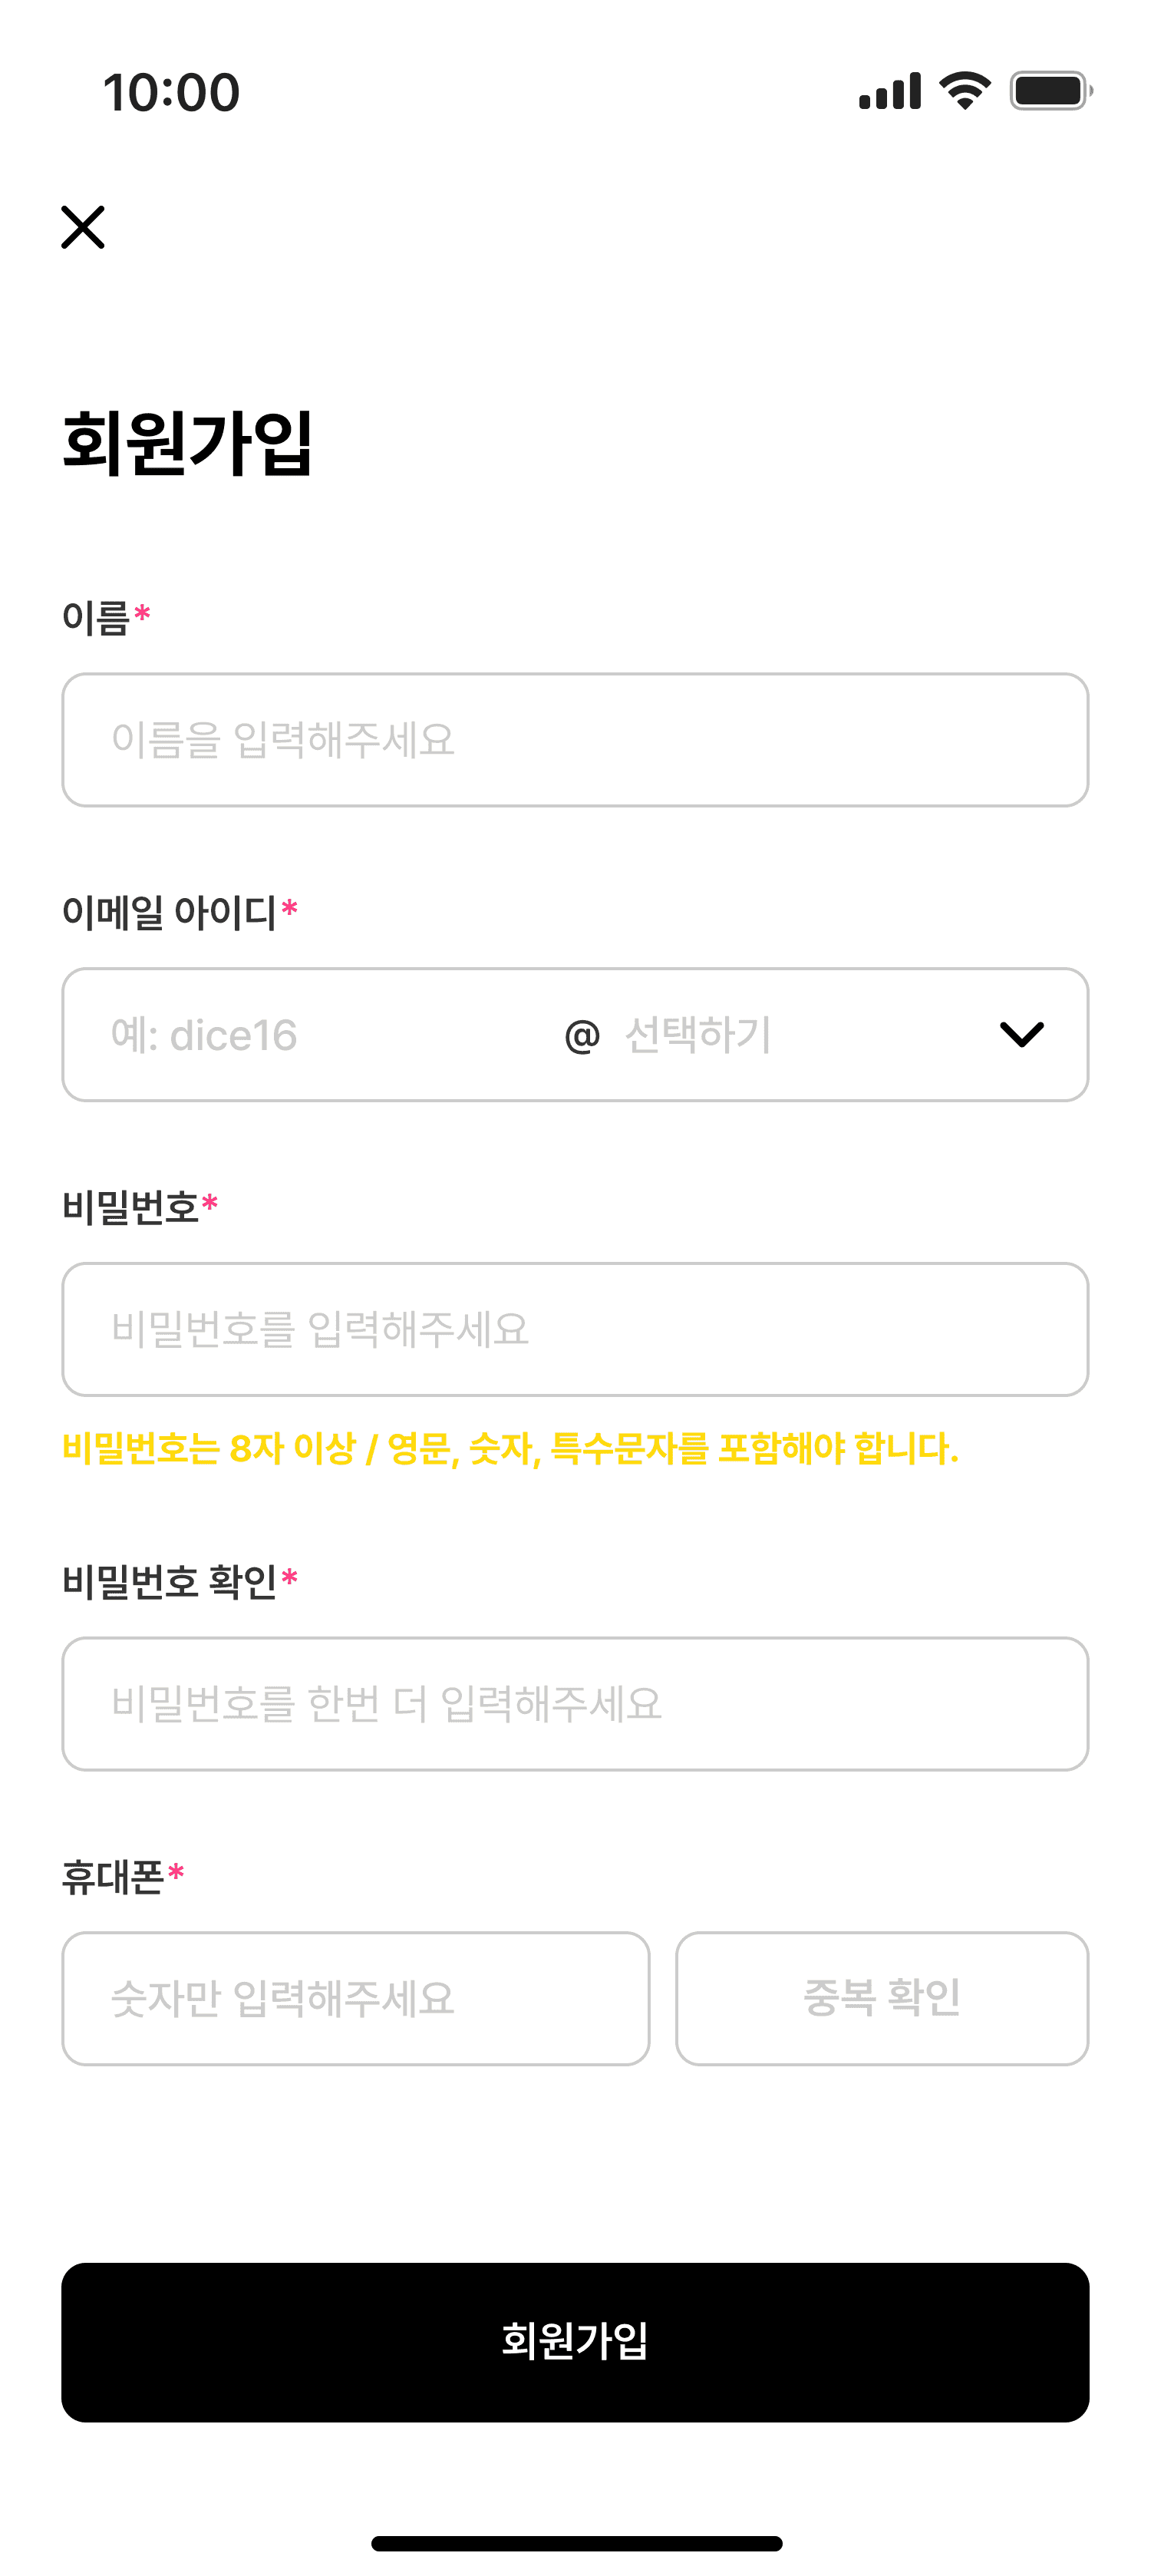 10:00
회원가입
이름*
이름을 입력해주세요
이메일 아이디*
예: dice16 @ 선택하기
비밀번호*
비밀번호를 입력해주세요
비밀번호는 8자 이상 / 영문, 숫자, 특수문자를 포함해야 합니다.
비밀번호 확인*
비밀번호를 한번 더 입력해주세요
휴대폰*
숫자만 입력해주세요 중복 확인
회원가입